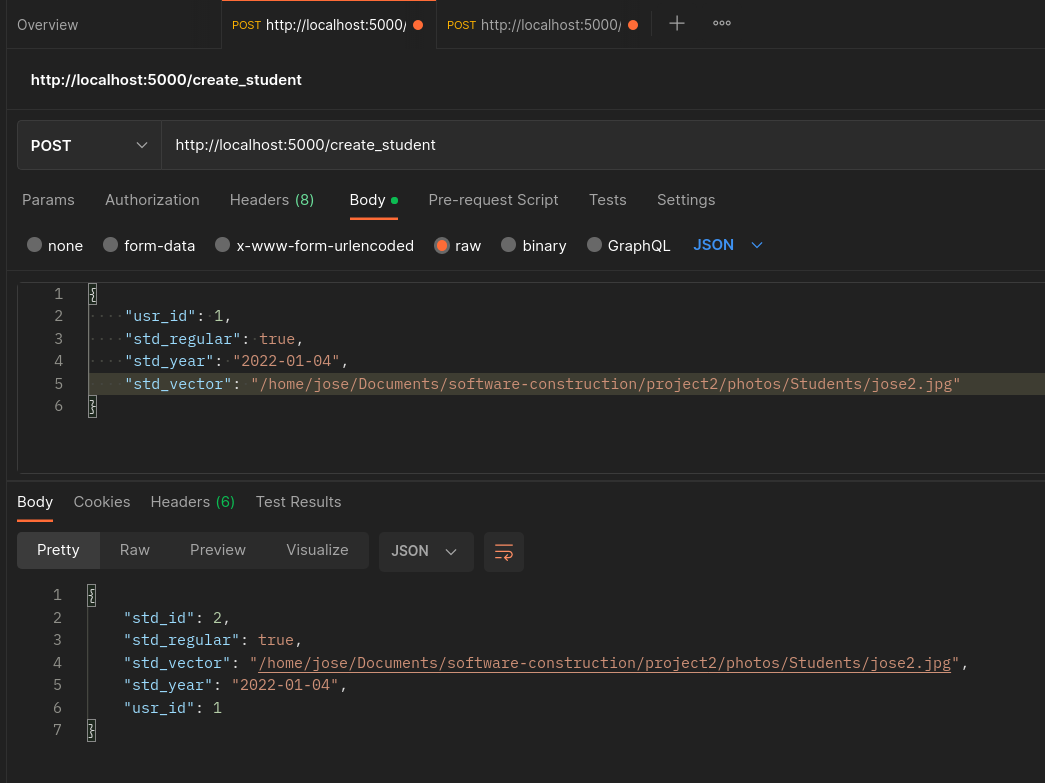 Overview POST http://localhost:5000/ POST http://localhost:5000/
http://localhost:5000/create_student
POST http://localhost:5000/create_student
Params Authorization Headers (8) Body Pre-request Script Tests Settings
none form-data x-www-form-urlencoded raw binary GraphQL JSON
1 {
2 ····"usr_id":·1,
3 ····"std_regular":·true,
4 ····"std_year":·"2022-01-04",
5 "std_vector": "/home/jose/Documents/software-construction/project2/photos/Students/jose2.jpg"
6 }
Body Cookies Headers (6) Test Results
Pretty Raw Preview Visualize JSON
1 {
2 "std_id": 2,
3 "std_regular": true,
4 "std_vector": "/home/jose/Documents/software-construction/project2/photos/Students/jose2.jpg",
5 "std_year": "2022-01-04",
6 "usr_id": 1
7 }